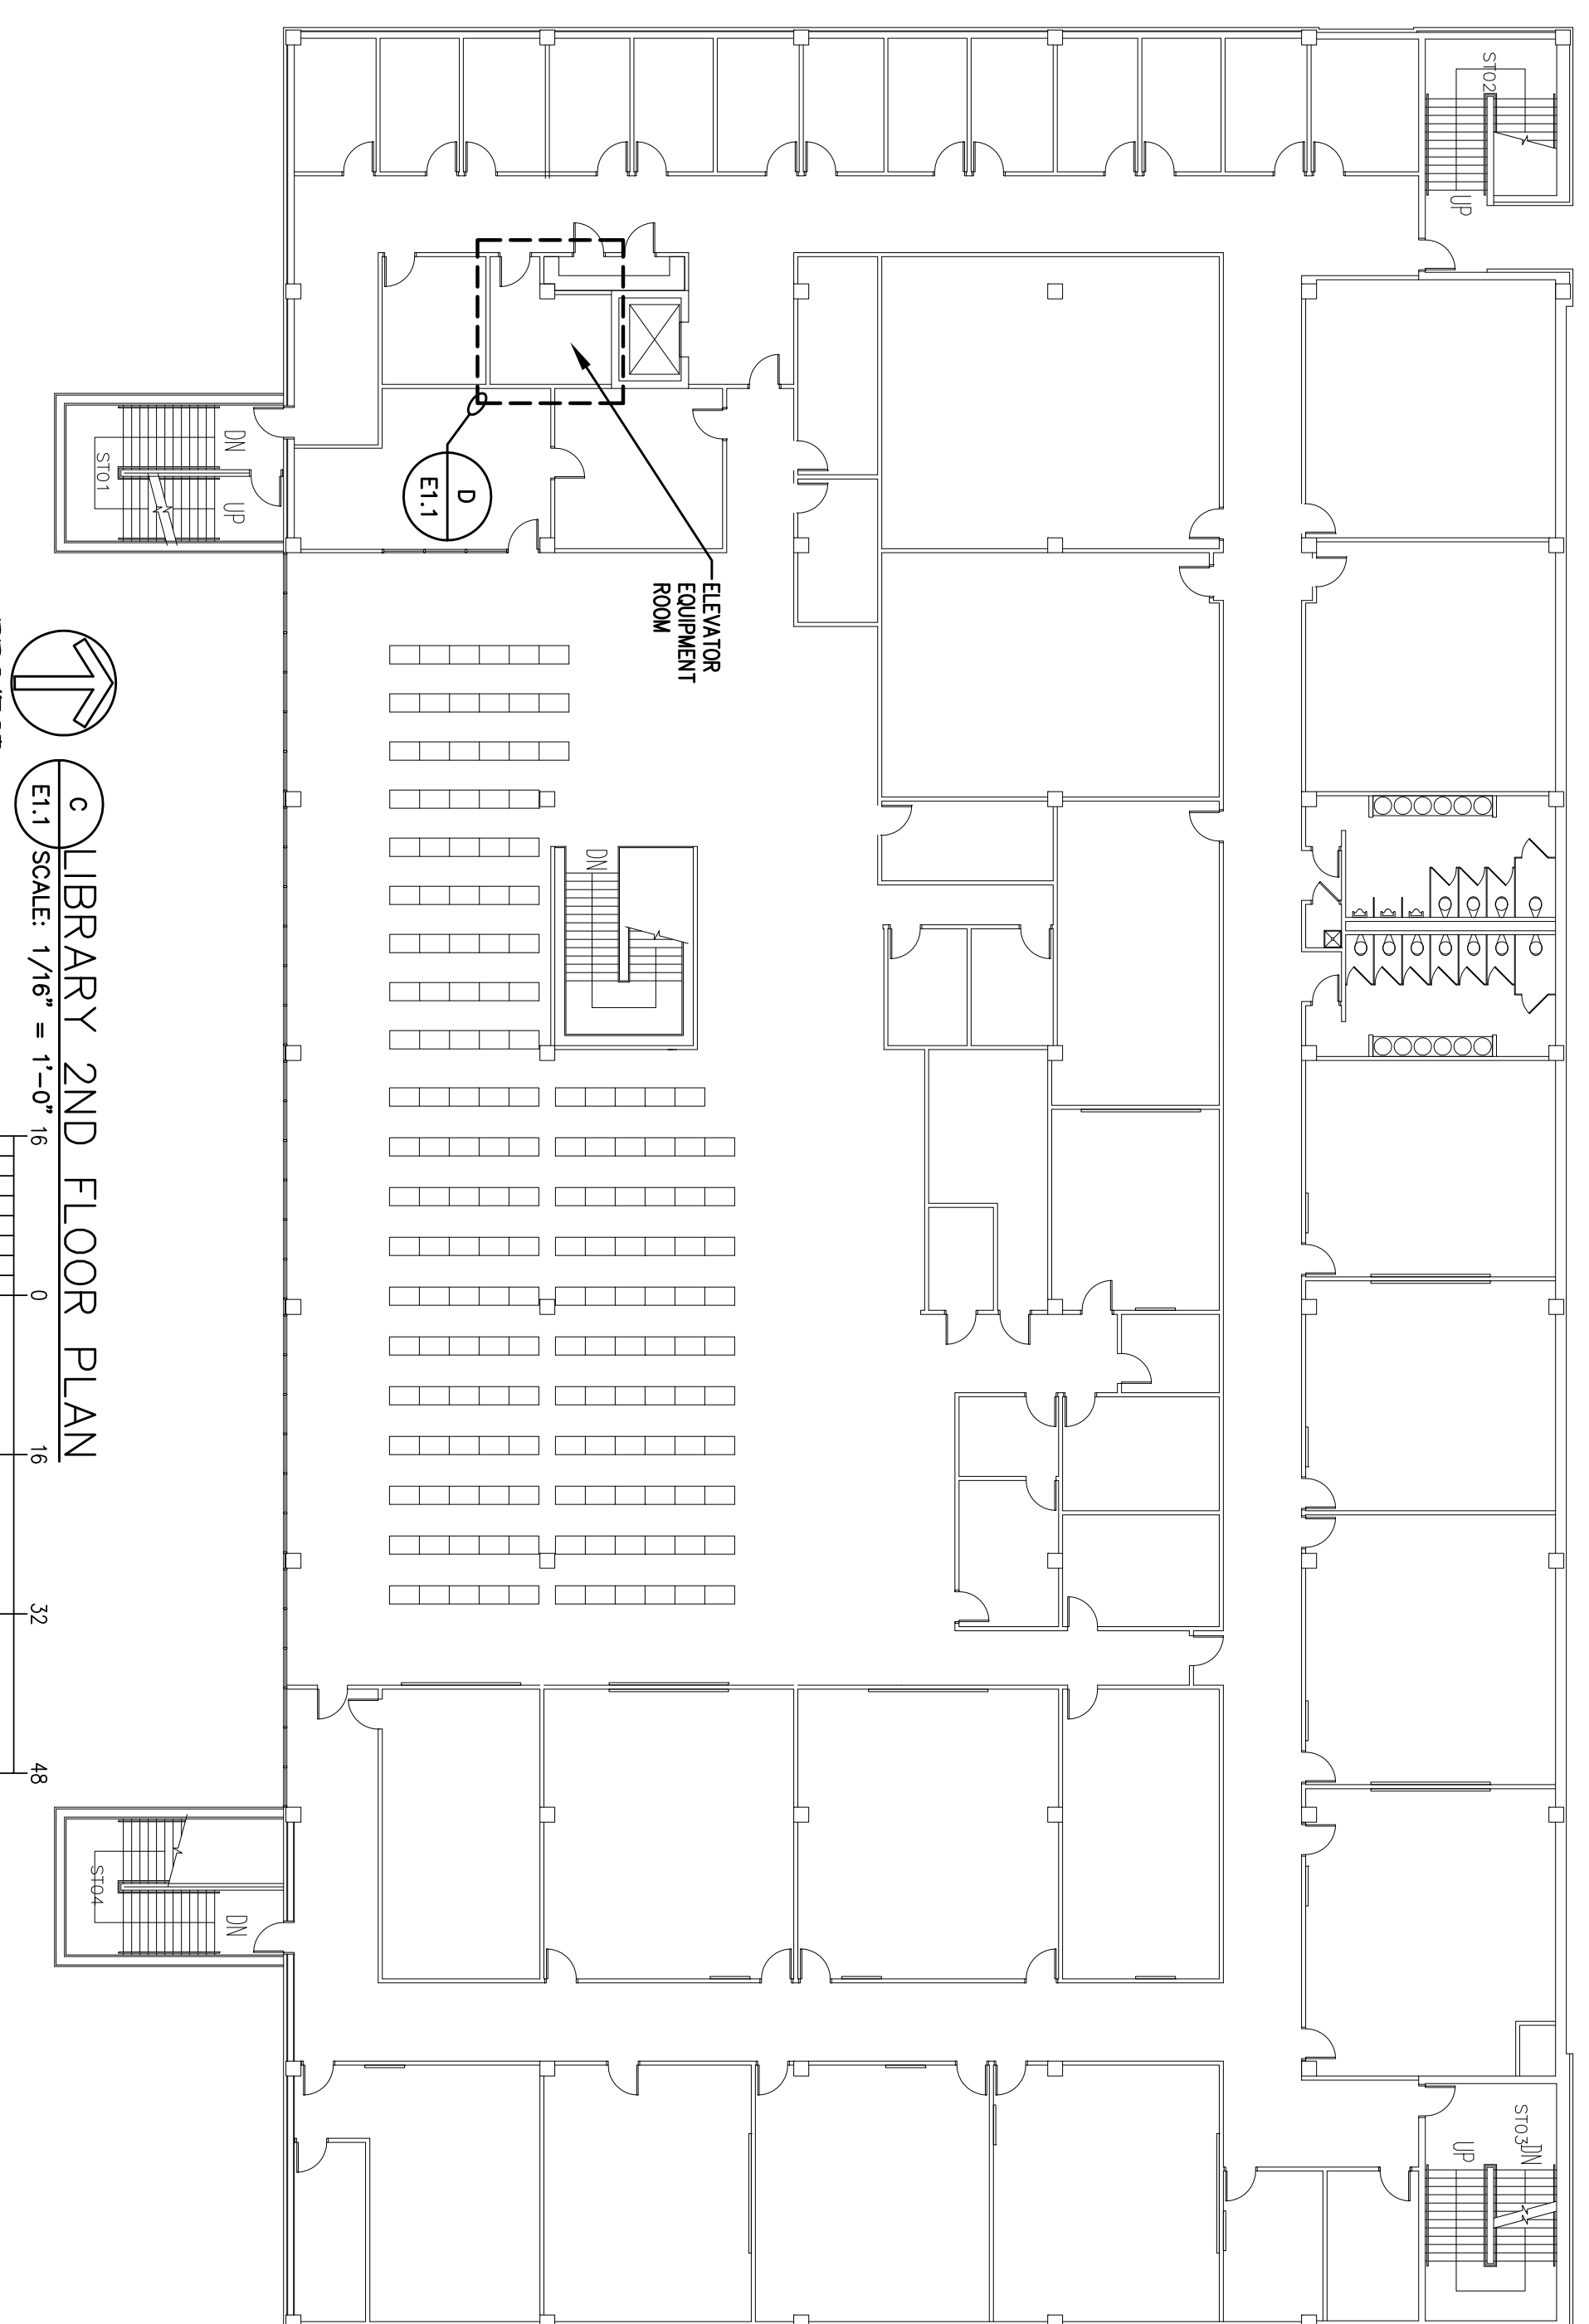 ST02
UP
ST03
DN
UP
ELEVATOR
EQUIPMENT
ROOM
DN
D
E1.1
DN
UP
ST01
DN
ST04
C
E1.1
LIBRARY 2ND FLOOR PLAN
SCALE: 1/16" = 1'-0"
16 0 16 32 48